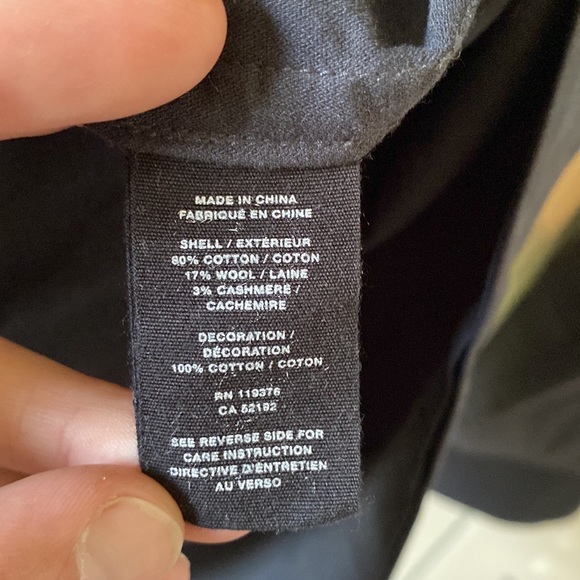 MADE IN CHINA
FABRIQUÉ EN CHINE
SHELL / EXTÉRIEUR
80% COTTON / COTON
17% WOOL / LAINE
3% CASHMERE /
CACHEMIRE
DECORATION /
DÉCORATION
100% COTTON / COTON
RN 119376
CA 52192
SEE REVERSE SIDE FOR
CARE INSTRUCTION
DIRECTIVE D'ENTRETIEN
AU VERSO